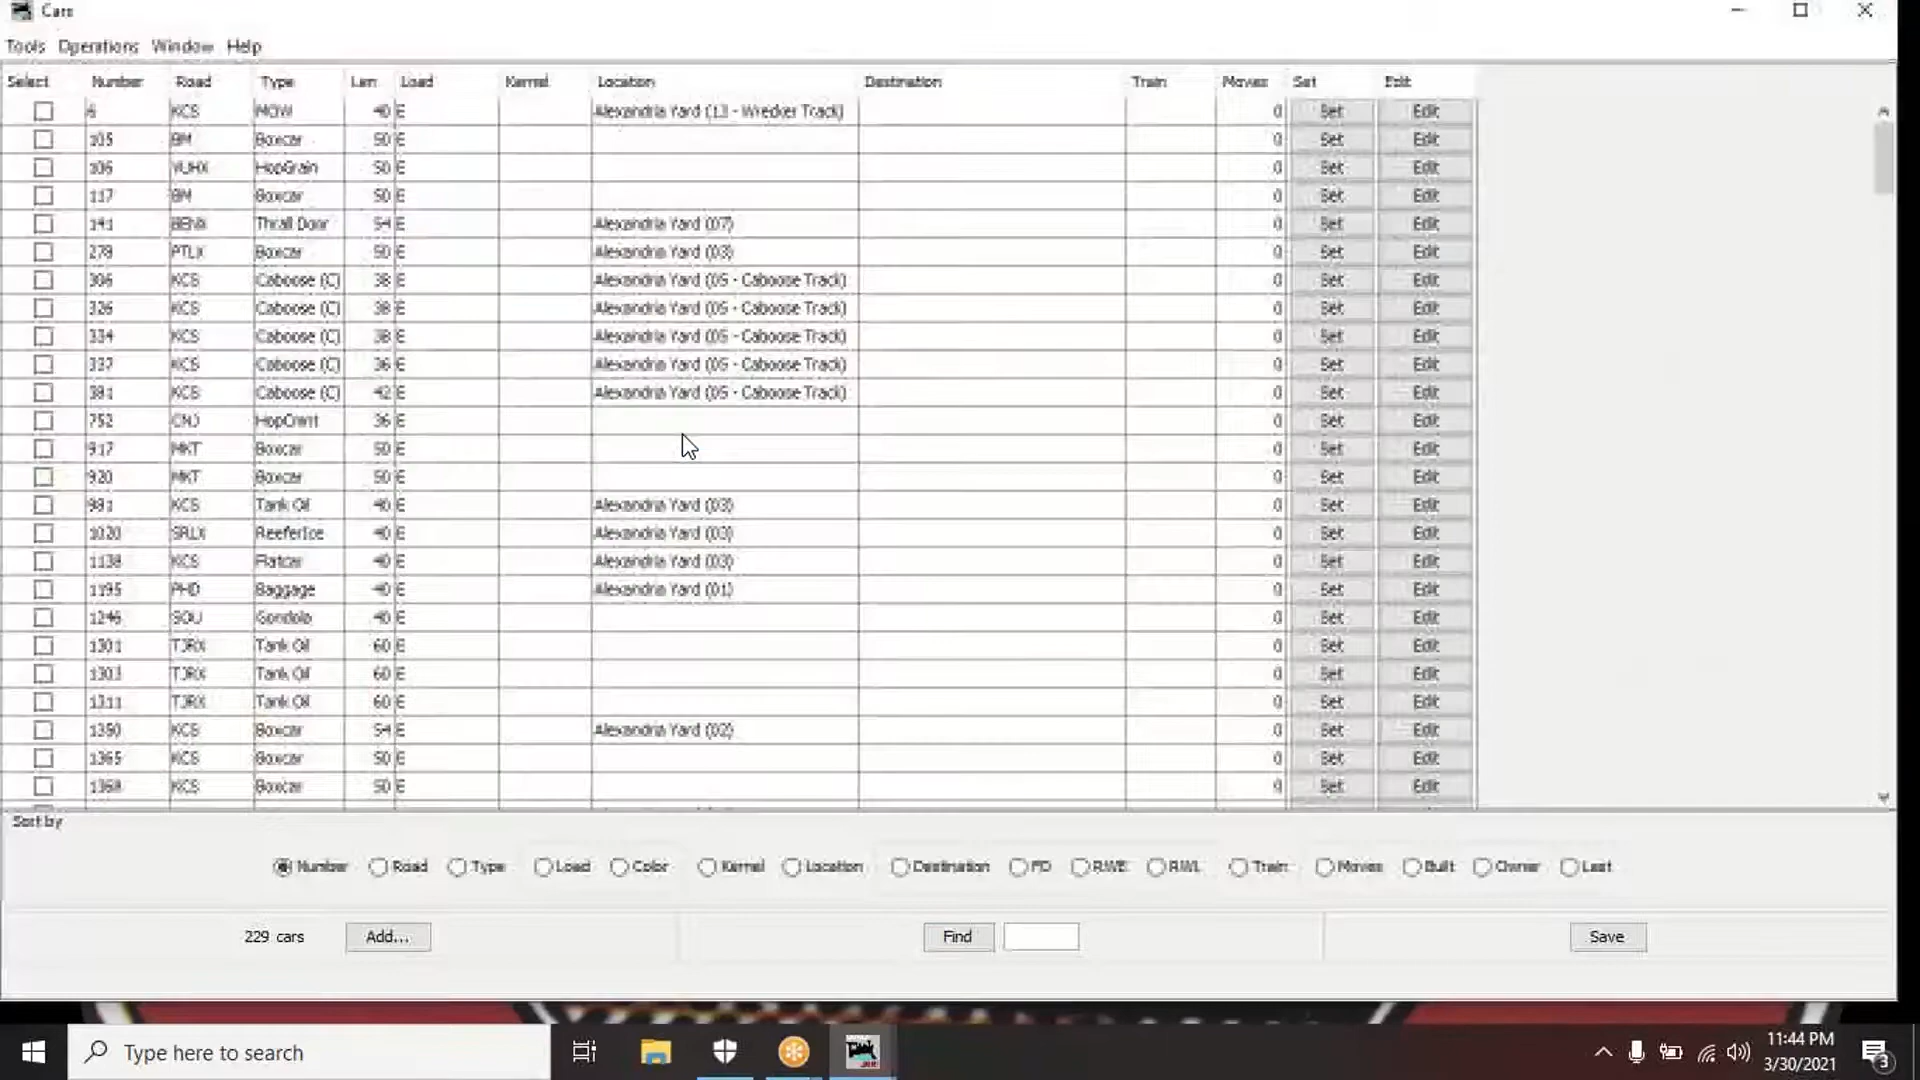 Cars
Tools Operations Window Help
Select Number Road Type Len Load Kernel Location Destination Train Moves Set Edit
6 KCS MOW 40 E Alexandria Yard (13 - Wrecker Track) 0 Set Edit
105 BM Boxcar 50 E 0 Set Edit
106 HopGrain 50 E 0 Set Edit
117 BM Boxcar 50 E 0 Set Edit
141 Thrall Door 54 E Alexandria Yard (07) 0 Set Edit
278 PTLX Boxcar 50 E Alexandria Yard (03) 0 Set Edit
306 KCS Caboose (C) 38 E Alexandria Yard (05 - Caboose Track) 0 Set Edit
326 KCS Caboose (C) 38 E Alexandria Yard (05 - Caboose Track) 0 Set Edit
334 KCS Caboose (C) 38 E Alexandria Yard (05 - Caboose Track) 0 Set Edit
337 KCS Caboose (C) 36 E Alexandria Yard (05 - Caboose Track) 0 Set Edit
381 KCS Caboose (C) 42 E Alexandria Yard (05 - Caboose Track) 0 Set Edit
752 CNJ HopCmnt 36 E 0 Set Edit
917 MKT Boxcar 50 E 0 Set Edit
920 MKT Boxcar 50 E 0 Set Edit
981 KCS Tank Oil 40 E Alexandria Yard (03) 0 Set Edit
1020 SRLX ReeferIce 40 E Alexandria Yard (03) 0 Set Edit
1138 KCS Flatcar 40 E Alexandria Yard (03) 0 Set Edit
1195 PHD Baggage 40 E Alexandria Yard (01) 0 Set Edit
1246 SOU Gondola 40 E 0 Set Edit
1301 TJRX Tank Oil 60 E 0 Set Edit
1303 TJRX Tank Oil 60 E 0 Set Edit
1311 TJRX Tank Oil 60 E 0 Set Edit
1350 KCS Boxcar 54 E Alexandria Yard (02) 0 Set Edit
1365 KCS Boxcar 50 E 0 Set Edit
1368 KCS Boxcar 50 E 0 Set Edit
Sort by
Number Road Type Load Color Kernel Location Destination FD RWE RWL Train Moves Built Owner Last
229 cars Add... Find Save
Type here to search
11:44 PM
3/30/2021
3